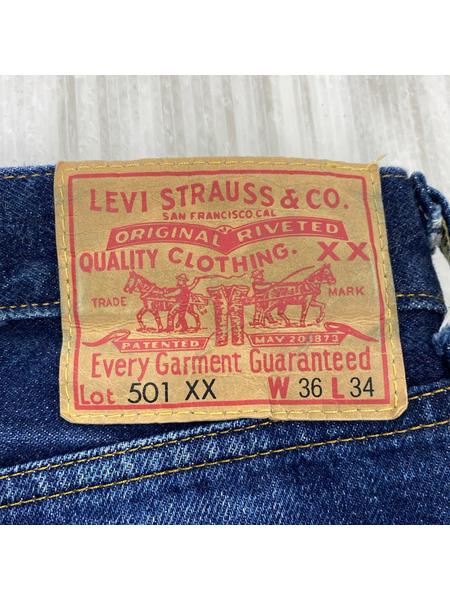 LEVI STRAUSS & CO.
SAN FRANCISCO.CAL
ORIGINAL RIVETED
QUALITY CLOTHING. XX
TRADE MARK
PATENTED MAY 20 1873
Every Garment Guaranteed
Lot 501 XX W 36 L 34